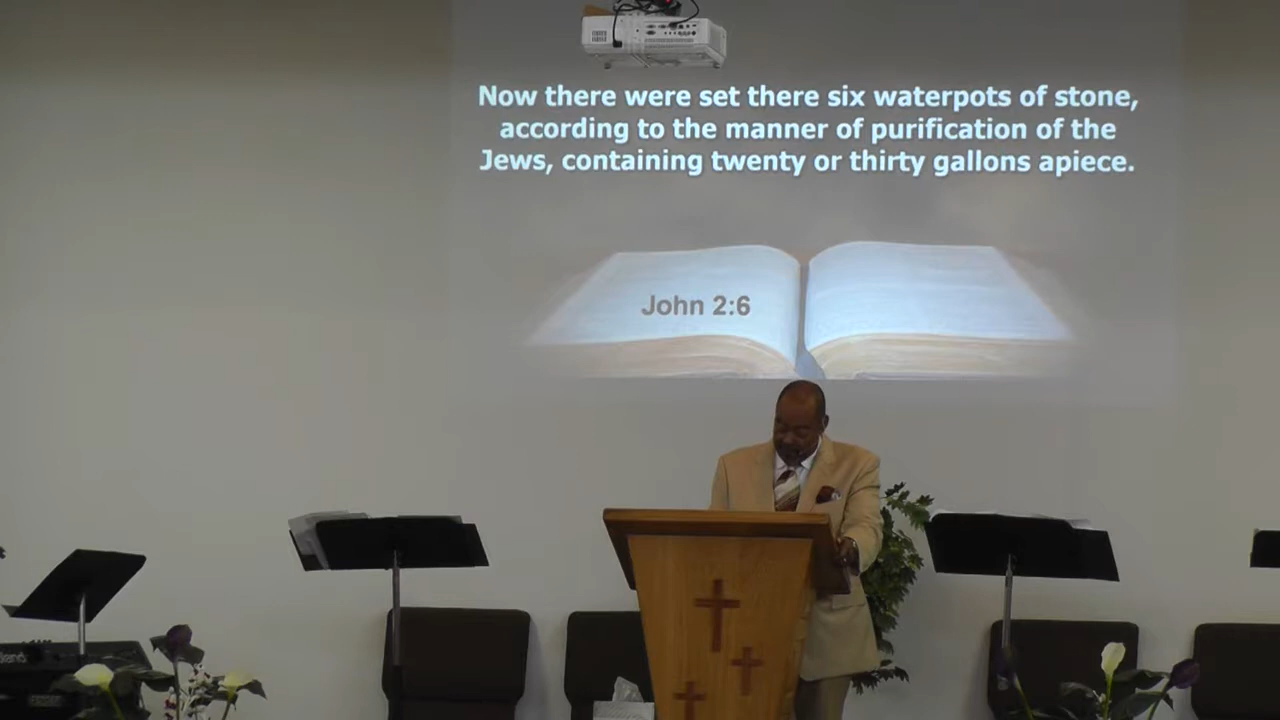 Now there were set there six waterpots of stone,
according to the manner of purification of the
Jews, containing twenty or thirty gallons apiece.
John 2:6